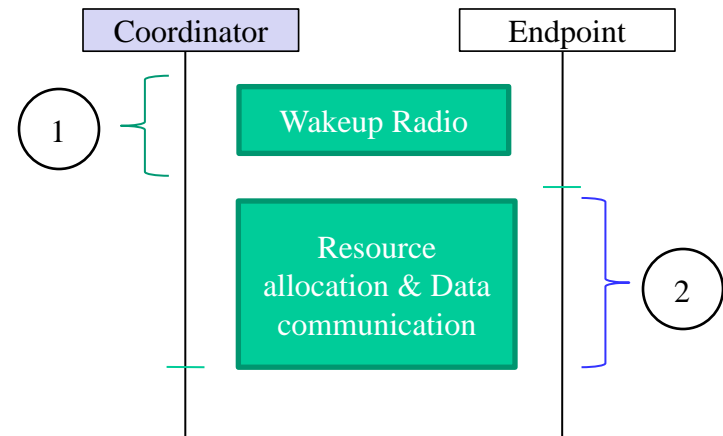 Coordinator
Endpoint
1
Wakeup Radio
Resource
allocation & Data
communication
2